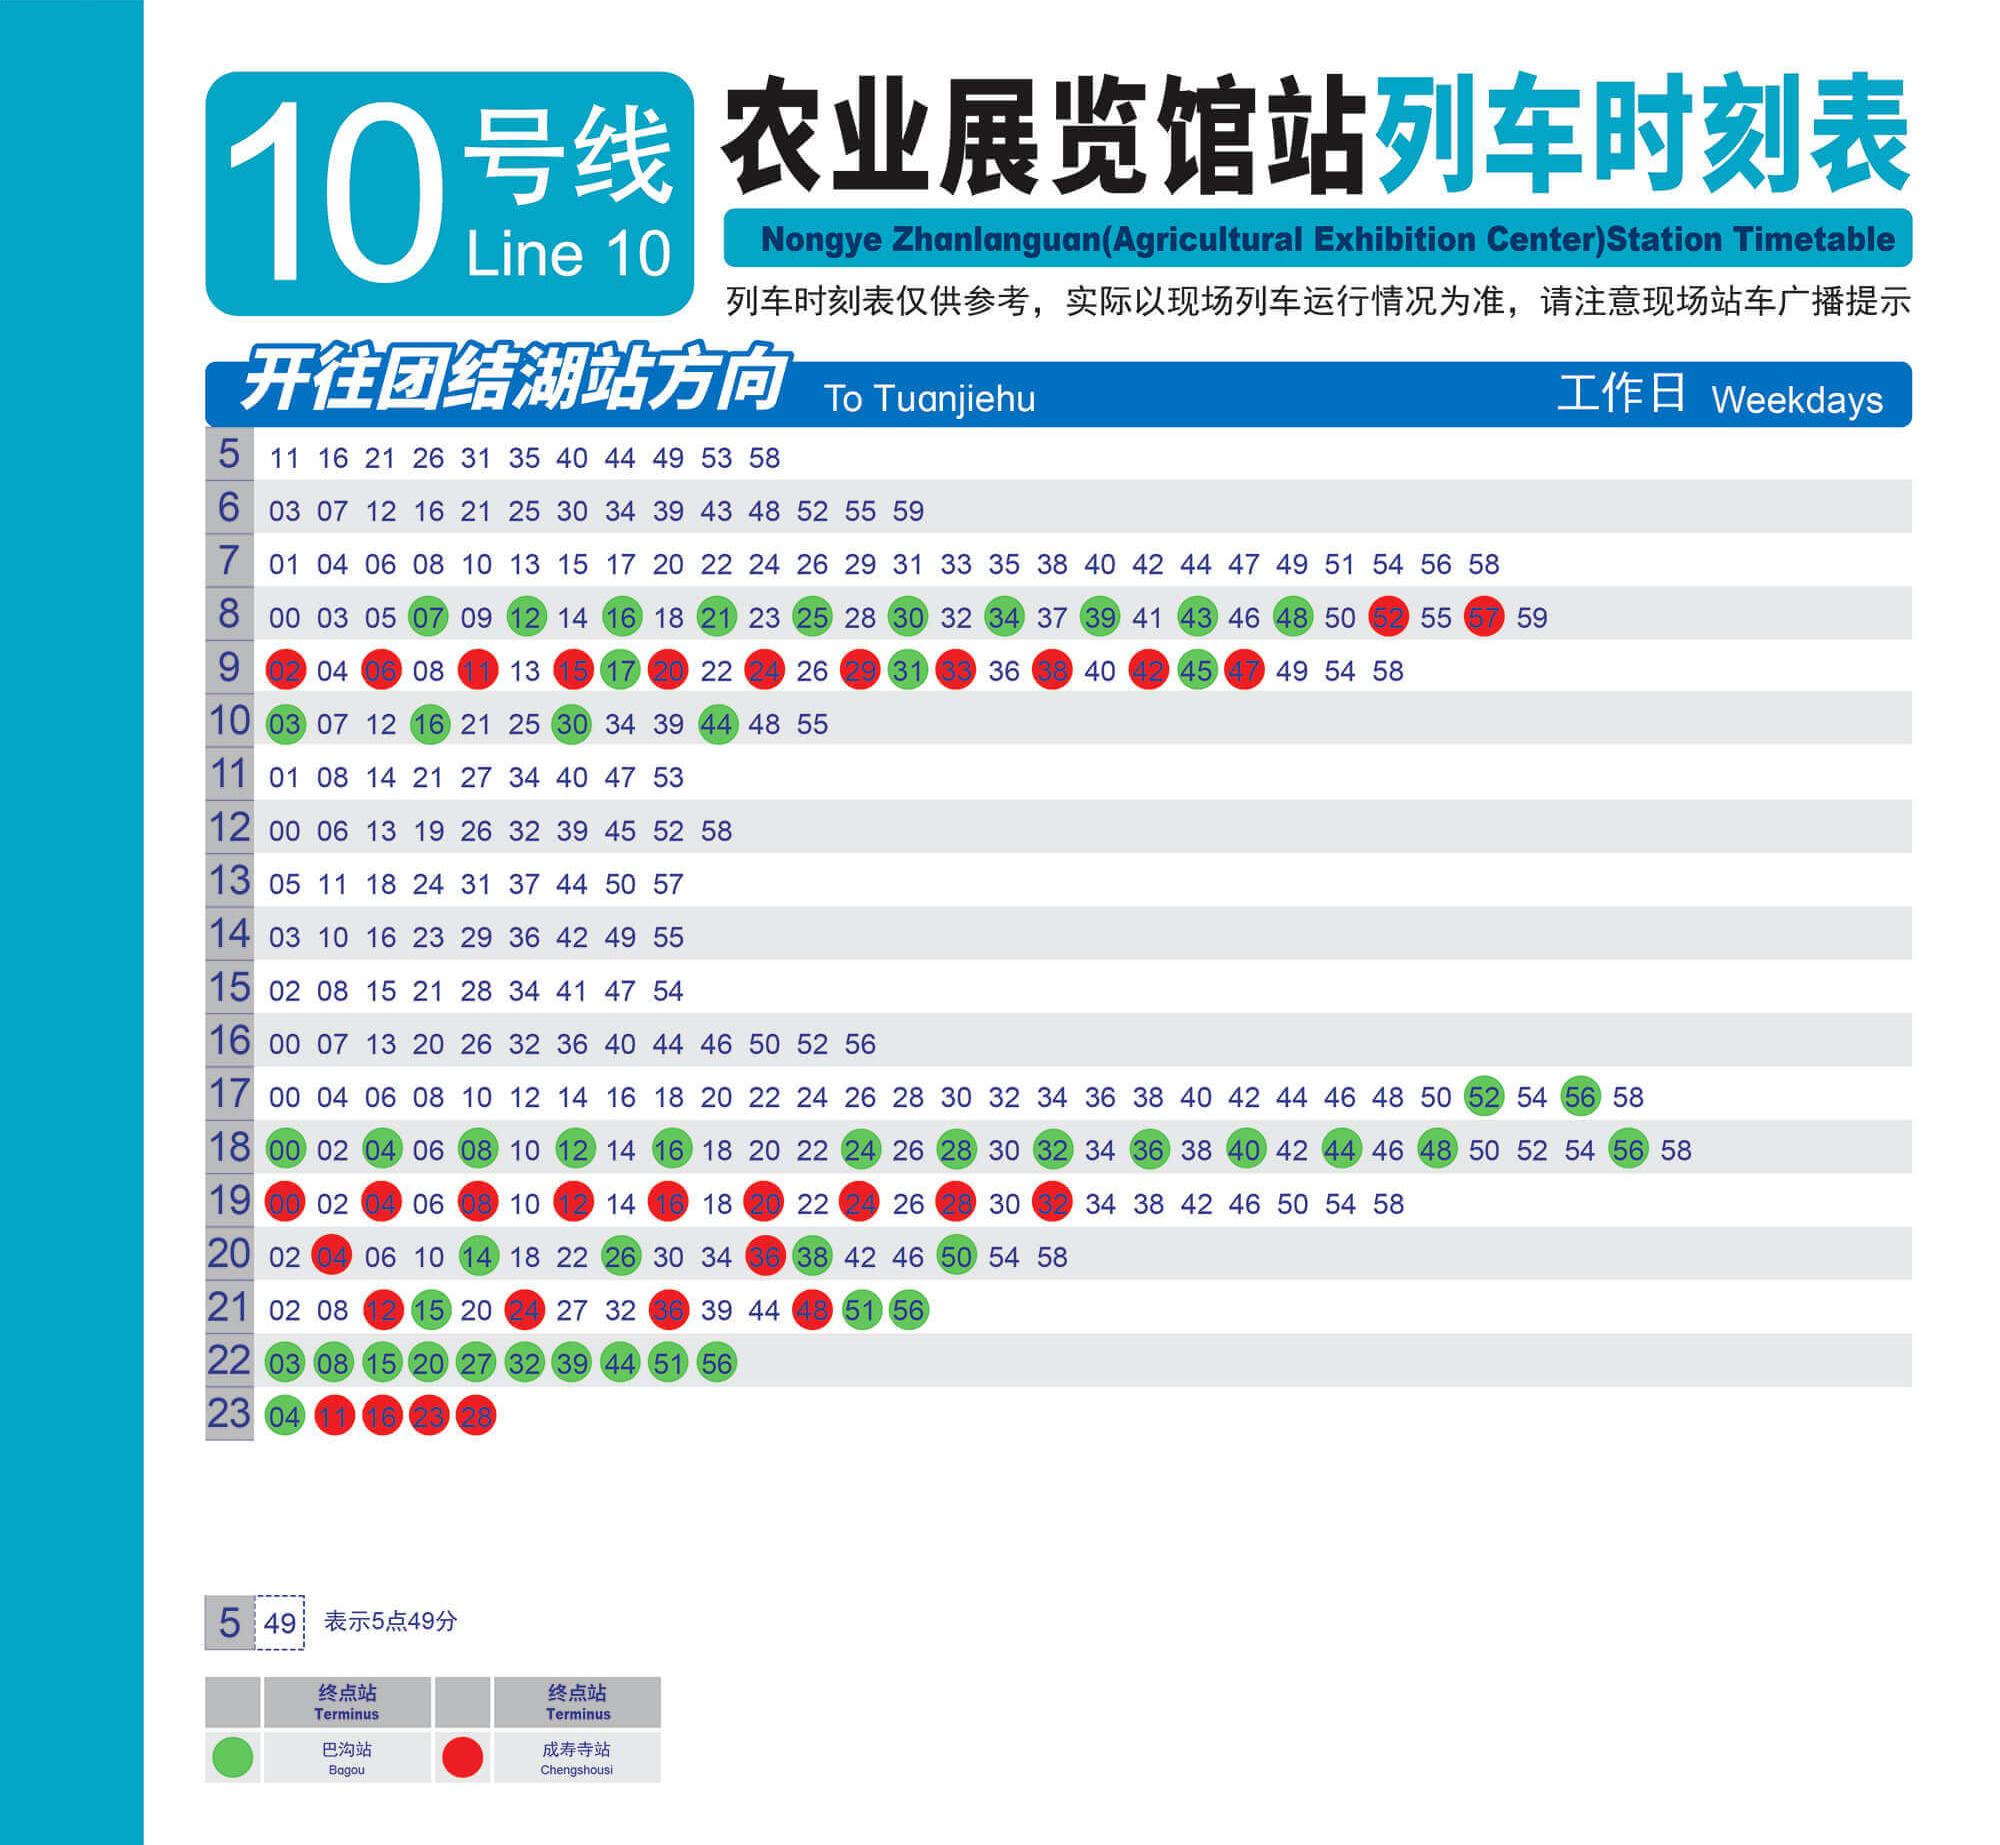 10号线
Line 10
农业展览馆站列车时刻表
Nongye Zhanlanguan(Agricultural Exhibition Center)Station Timetable
列车时刻表仅供参考，实际以现场列车运行情况为准，请注意现场站车广播提示
开往团结湖站方向 To Tuanjiehu 工作日 Weekdays
5 11 16 21 26 31 35 40 44 49 53 58
6 03 07 12 16 21 25 30 34 39 43 48 52 55 59
7 01 04 06 08 10 13 15 17 20 22 24 26 29 31 33 35 38 40 42 44 47 49 51 54 56 58
8 00 03 05 07 09 12 14 16 18 21 23 25 28 30 32 34 37 39 41 43 46 48 50 52 55 57 59
9 02 04 06 08 11 13 15 17 20 22 24 26 29 31 33 36 38 40 42 45 47 49 54 58
10 03 07 12 16 21 25 30 34 39 44 48 55
11 01 08 14 21 27 34 40 47 53
12 00 06 13 19 26 32 39 45 52 58
13 05 11 18 24 31 37 44 50 57
14 03 10 16 23 29 36 42 49 55
15 02 08 15 21 28 34 41 47 54
16 00 07 13 20 26 32 36 40 44 46 50 52 56
17 00 04 06 08 10 12 14 16 18 20 22 24 26 28 30 32 34 36 38 40 42 44 46 48 50 52 54 56 58
18 00 02 04 06 08 10 12 14 16 18 20 22 24 26 28 30 32 34 36 38 40 42 44 46 48 50 52 54 56 58
19 00 02 04 06 08 10 12 14 16 18 20 22 24 26 28 30 32 34 38 42 46 50 54 58
20 02 04 06 10 14 18 22 26 30 34 36 38 42 46 50 54 58
21 02 08 12 15 20 24 27 32 36 39 44 48 51 56
22 03 08 15 20 27 32 39 44 51 56
23 04 11 16 23 28
5 49 表示5点49分
终点站 终点站
Terminus Terminus
巴沟站 成寿寺站
Bagou Chengshousi